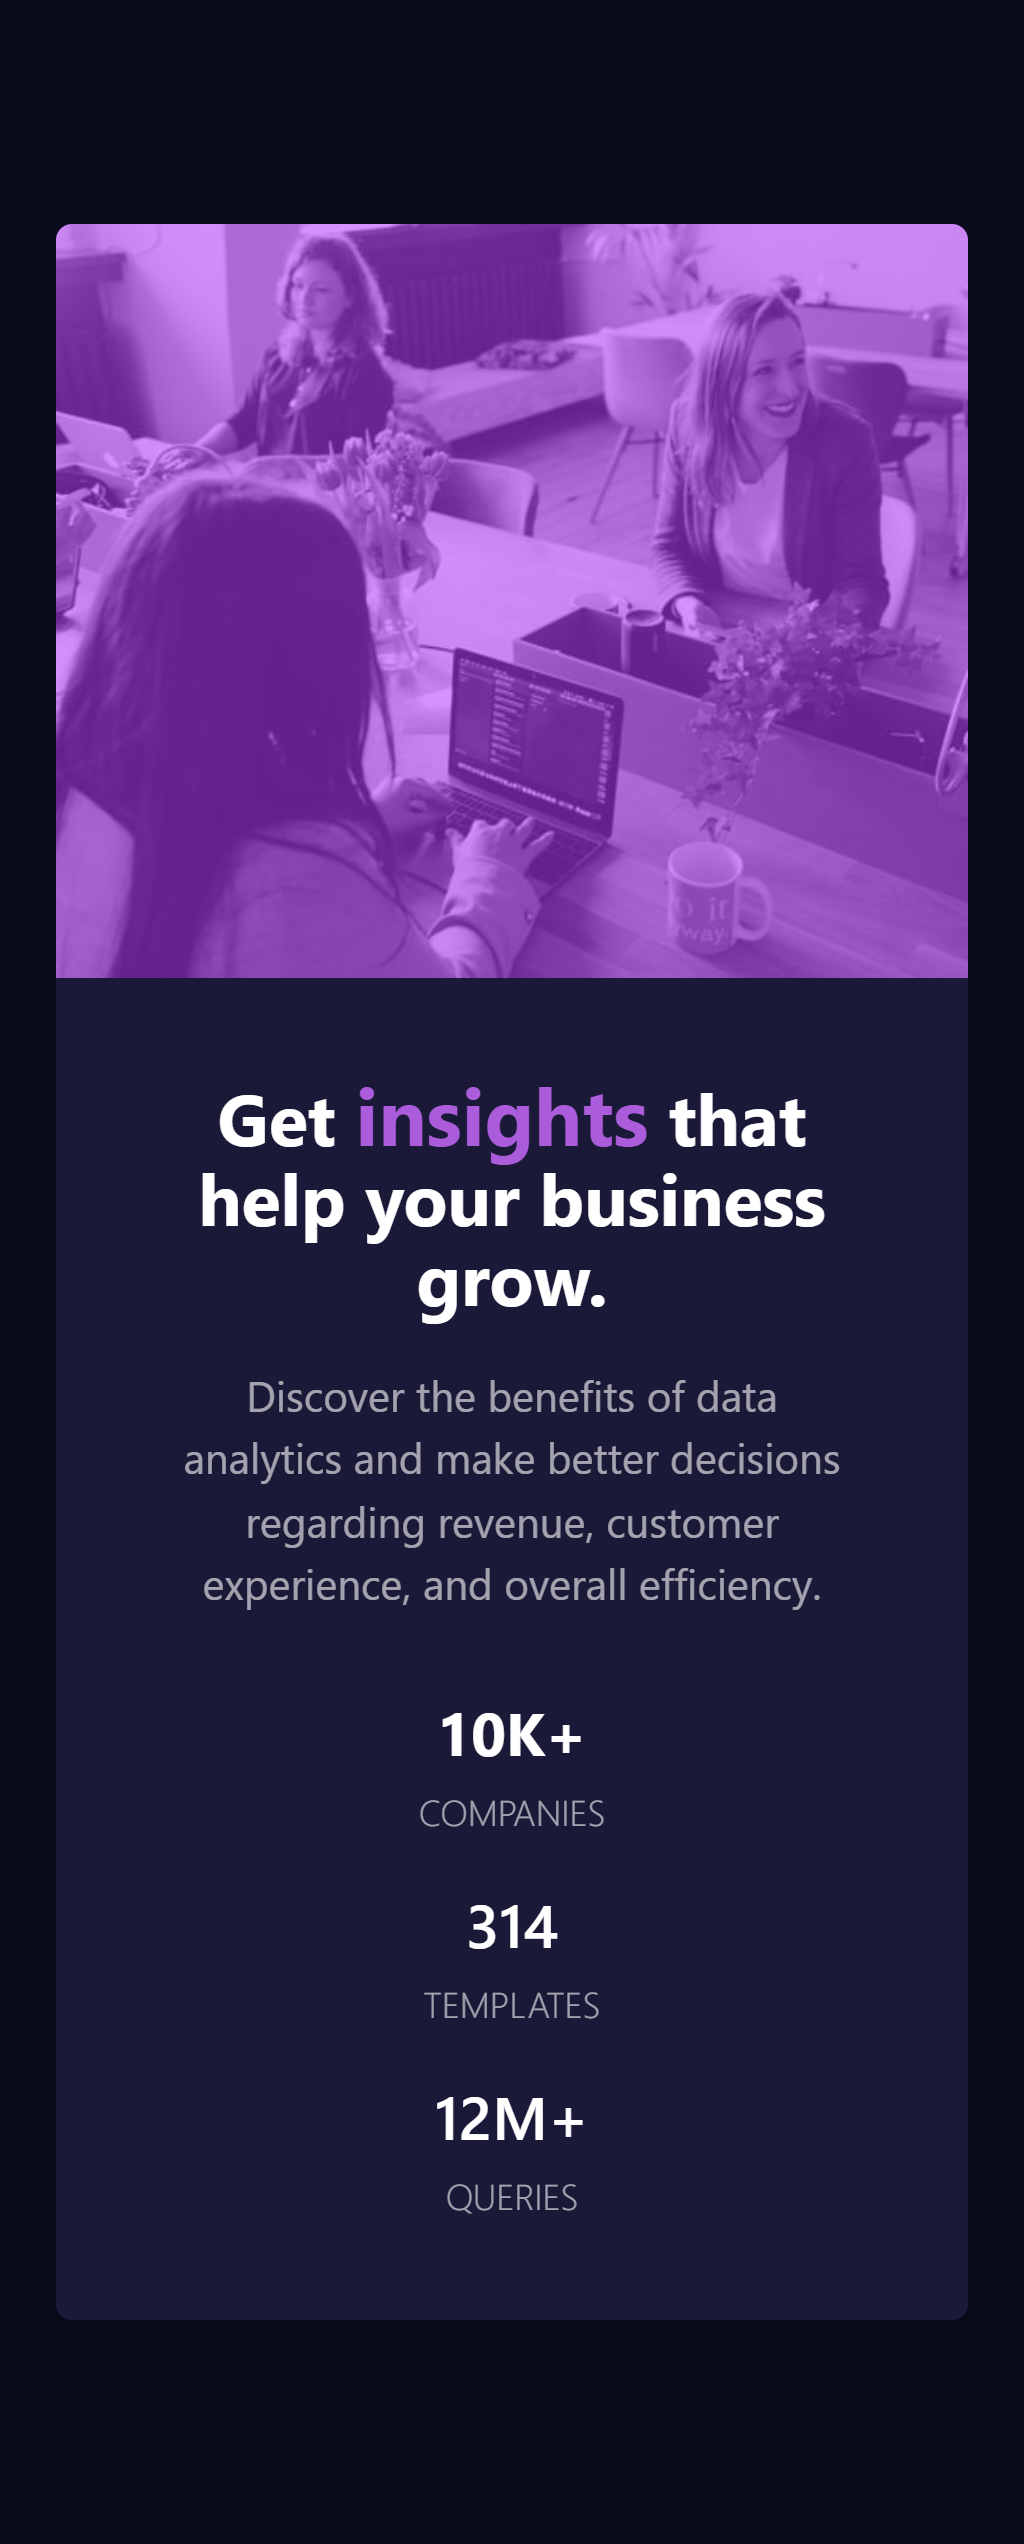 Get insights that
help your business
grow.
Discover the benefits of data
analytics and make better decisions
regarding revenue, customer
experience, and overall efficiency.
10K+
COMPANIES
314
TEMPLATES
12M+
QUERIES